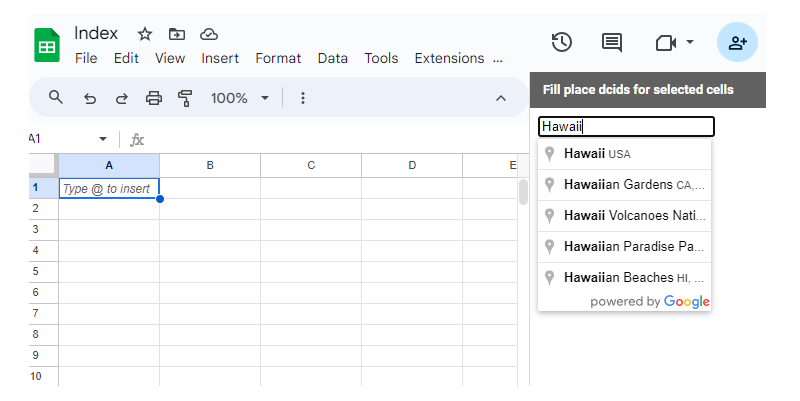 Index
File Edit View Insert Format Data Tools Extensions ...
100%
Fill place dcids for selected cells
A1
fx
Hawaii
A B C D E
1 Type @ to insert
2
3
4
5
6
7
8
9
10
Hawaii USA
Hawaiian Gardens CA,...
Hawaii Volcanoes Nati...
Hawaiian Paradise Pa...
Hawaiian Beaches HI, ...
powered by Google